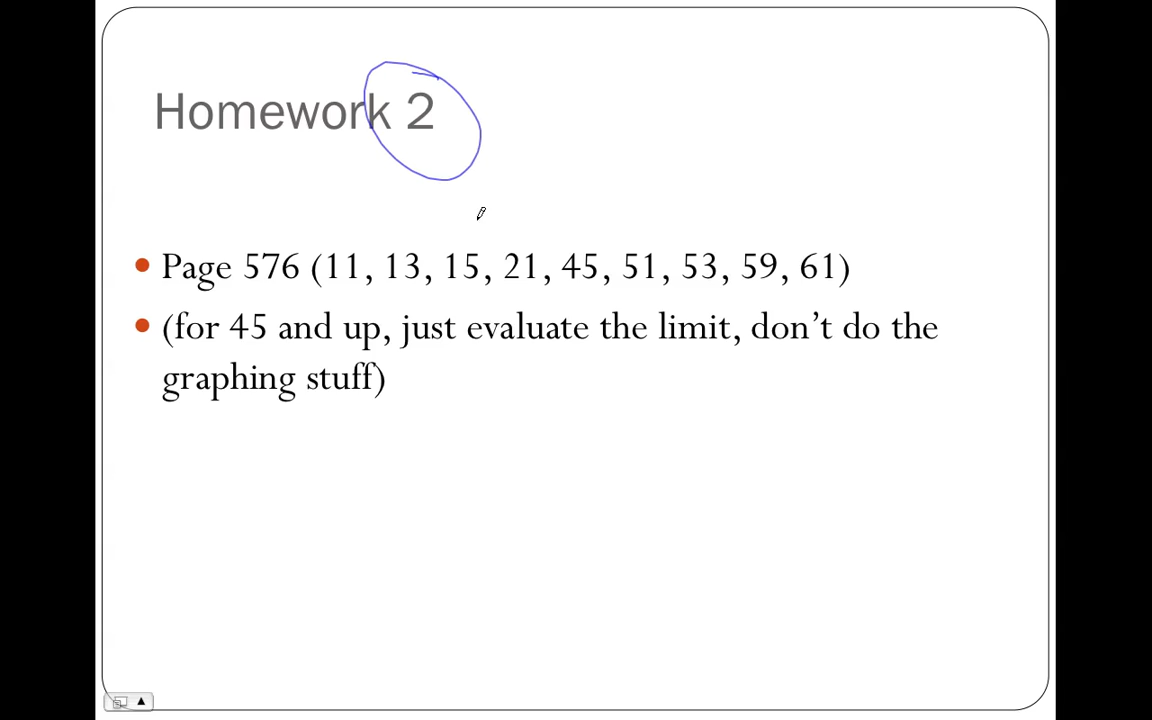 Homework 2
• Page 576 (11, 13, 15, 21, 45, 51, 53, 59, 61)
• (for 45 and up, just evaluate the limit, don’t do the
graphing stuff)